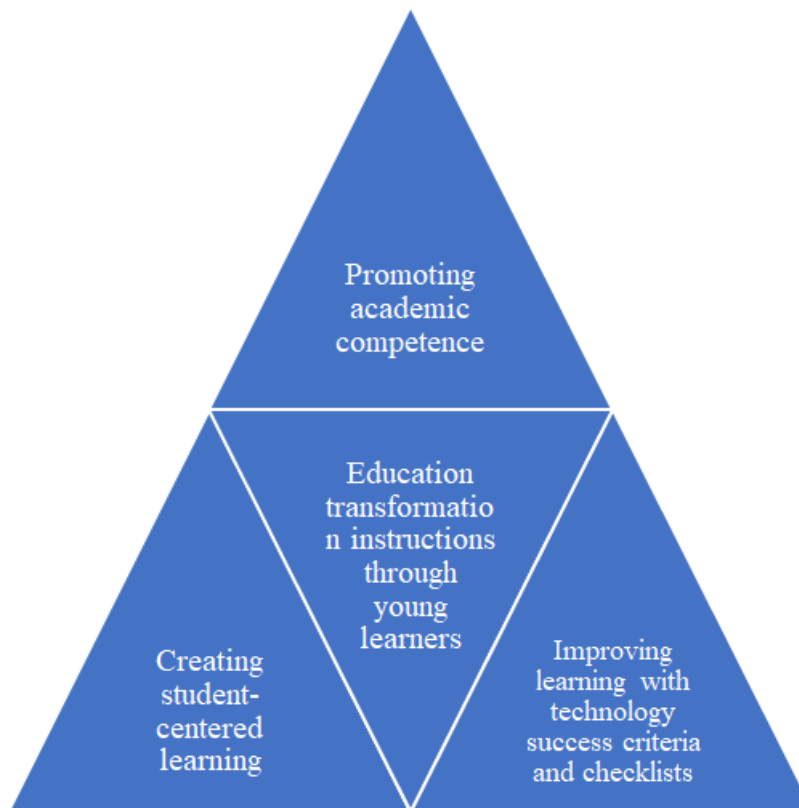 Promoting
academic
competence
Education
transformatio
n instructions
through
young
learners
Creating
student-
centered
learning
Improving
learning with
technology
success criteria
and checklists